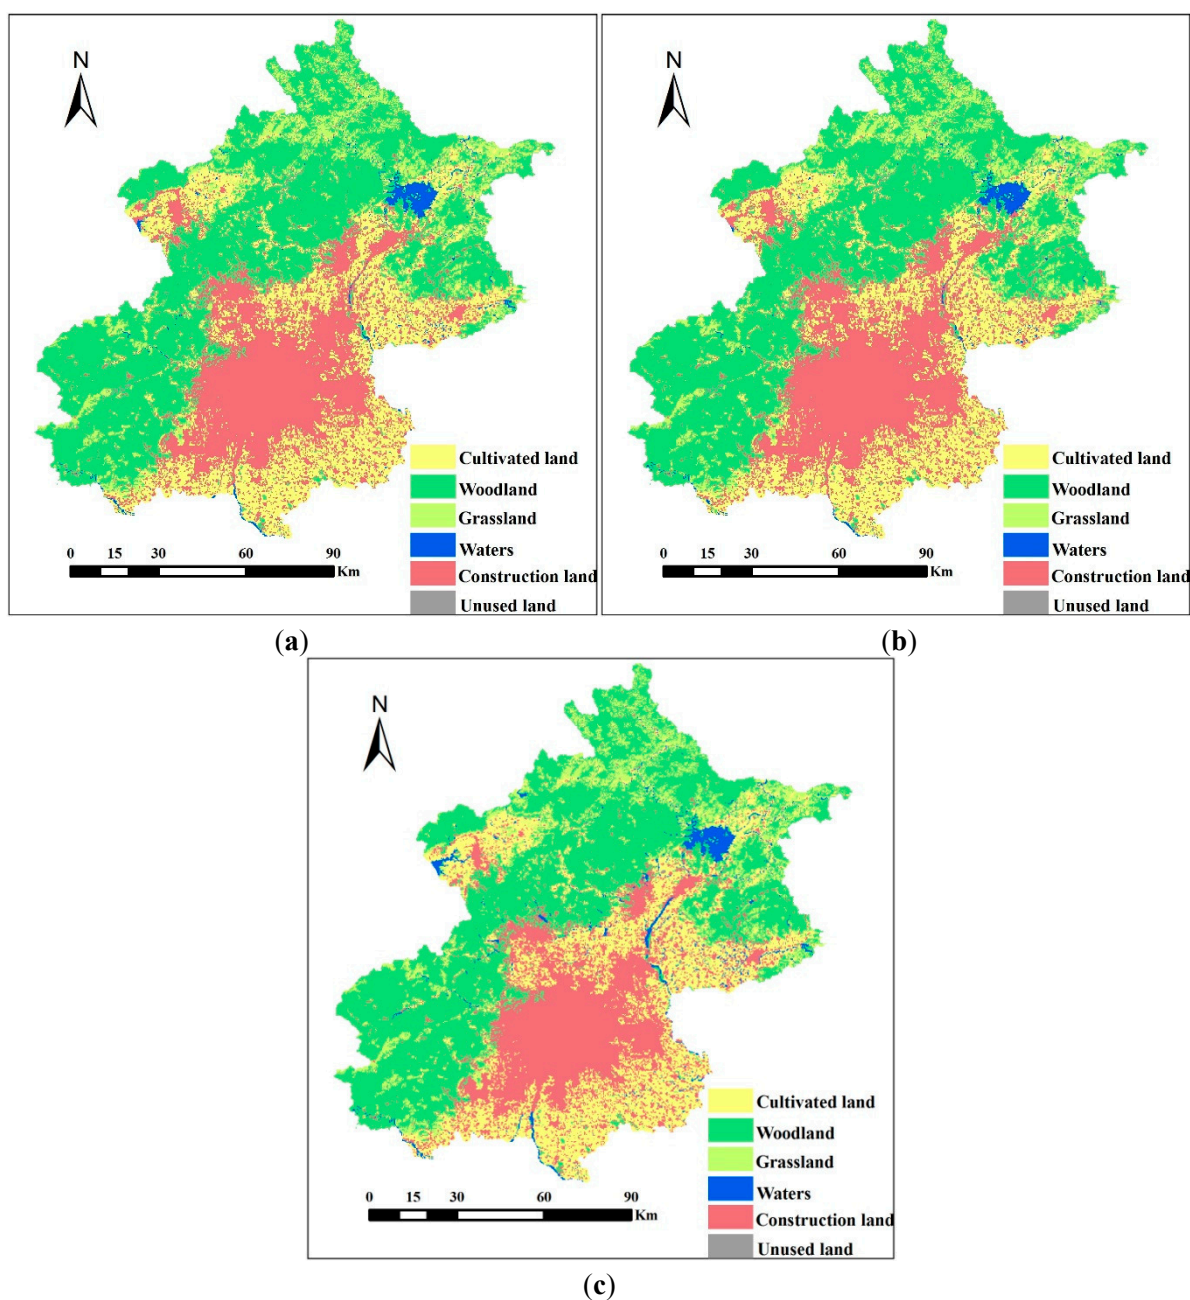 N
Cultivated land
Woodland
Grassland
Waters
Construction land
Unused land
0 15 30 60 90
Km
(a)
N
Cultivated land
Woodland
Grassland
Waters
Construction land
Unused land
0 15 30 60 90
Km
(b)
N
Cultivated land
Woodland
Grassland
Waters
Construction land
Unused land
0 15 30 60 90
Km
(c)